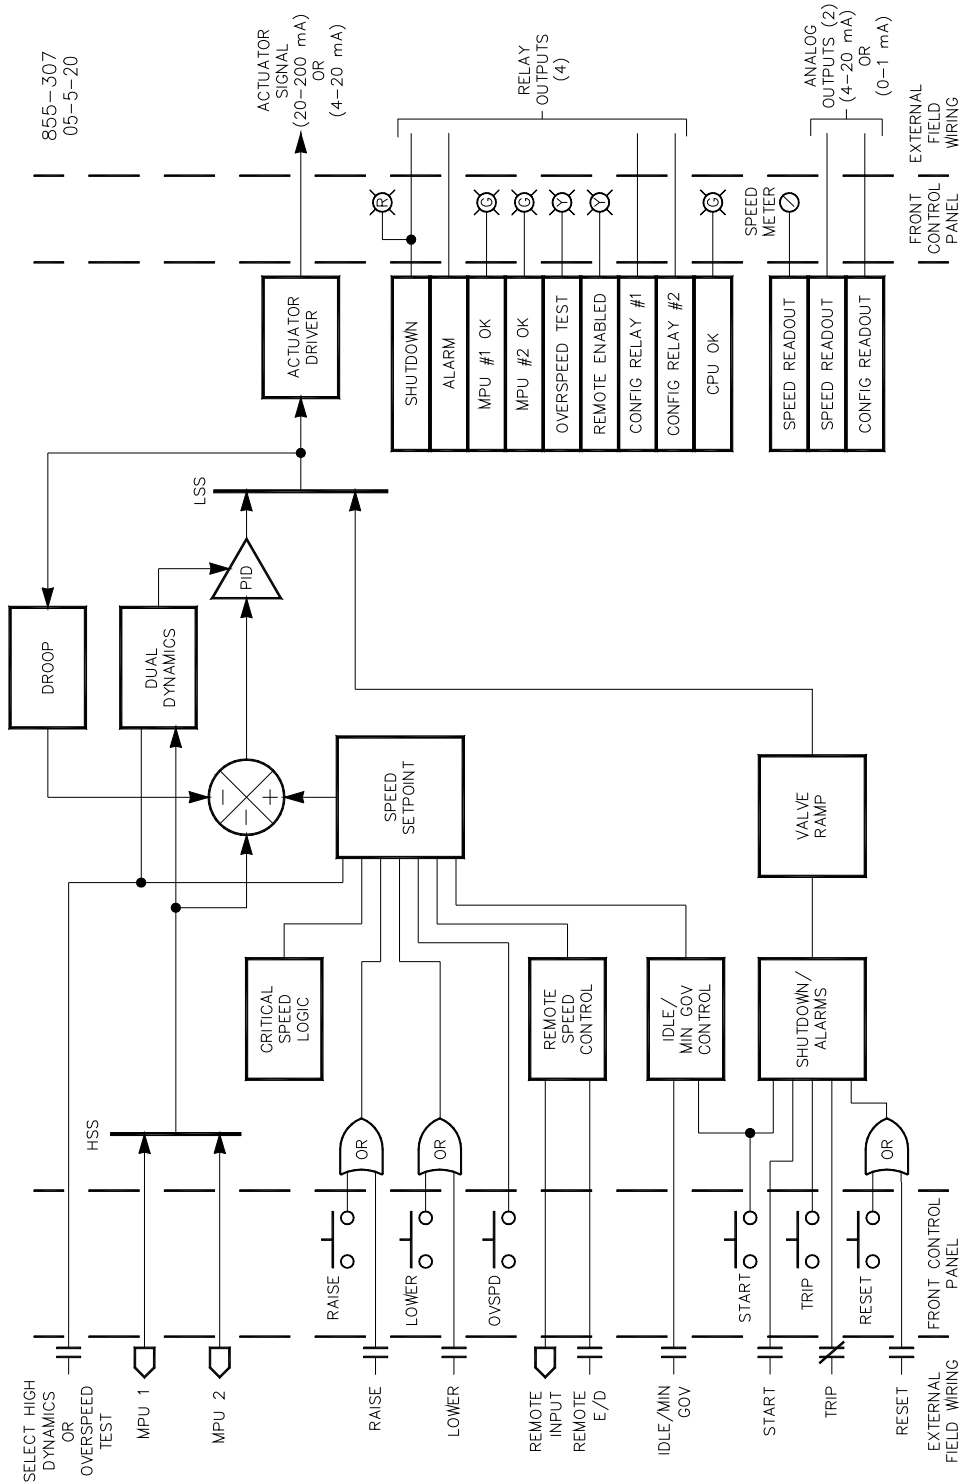 855-307
05-5-20
SELECT HIGH
DYNAMICS
OR
OVERSPEED
TEST
MPU 1
MPU 2
RAISE
LOWER
REMOTE
INPUT
REMOTE
E/D
IDLE/MIN
GOV
START
TRIP
RESET
EXTERNAL
FIELD WIRING
RAISE
LOWER
OVSPD
START
TRIP
RESET
FRONT CONTROL
PANEL
HSS
OR
OR
OR
CRITICAL
SPEED
LOGIC
REMOTE
SPEED
CONTROL
IDLE/
MIN GOV
CONTROL
SHUTDOWN/
ALARMS
DROOP
DUAL
DYNAMICS
−
−
+
SPEED
SETPOINT
VALVE
RAMP
PID
LSS
ACTUATOR
DRIVER
SHUTDOWN
ALARM
MPU #1 OK
MPU #2 OK
OVERSPEED TEST
REMOTE ENABLED
CONFIG RELAY #1
CONFIG RELAY #2
CPU OK
SPEED READOUT
SPEED READOUT
CONFIG READOUT
R
G
G
Y
Y
G
SPEED
METER
FRONT
CONTROL
PANEL
ACTUATOR
SIGNAL
(20-200 mA)
OR
(4-20 mA)
RELAY
OUTPUTS
(4)
ANALOG
OUTPUTS (2)
(4-20 mA)
OR
(0-1 mA)
EXTERNAL
FIELD
WIRING